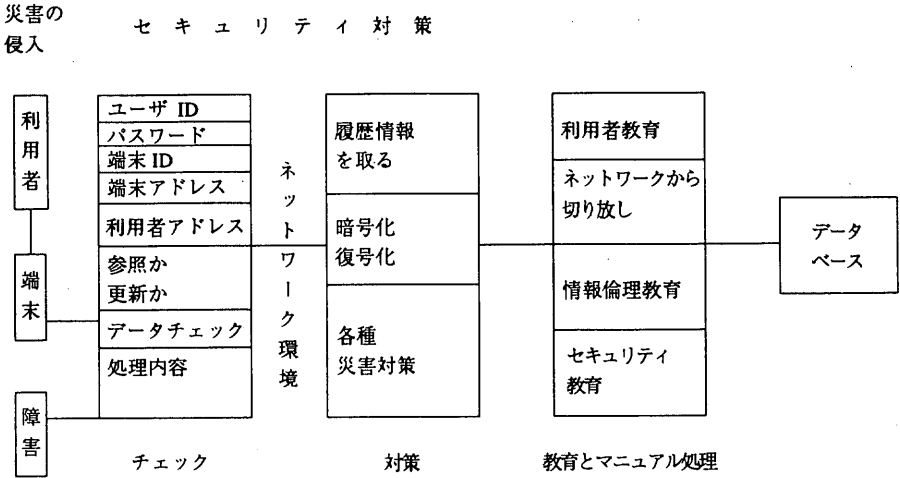 災害の
侵入
セキュリティ対策
利用者
端末
障害
ユーザ ID
パスワード
端末 ID
端末アドレス
利用者アドレス
参照か
更新か
データチェック
処理内容
チェック
ネットワーク環境
履歴情報
を取る
暗号化
復号化
各種
災害対策
対策
利用者教育
ネットワークから
切り放し
情報倫理教育
セキュリティ
教育
教育とマニュアル処理
データ
ベース